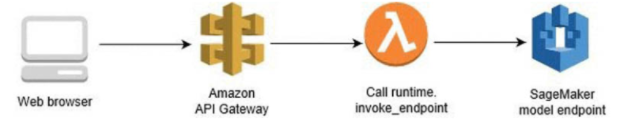 Web browser
Amazon
API Gateway
Call runtime.
invoke_endpoint
SageMaker
model endpoint